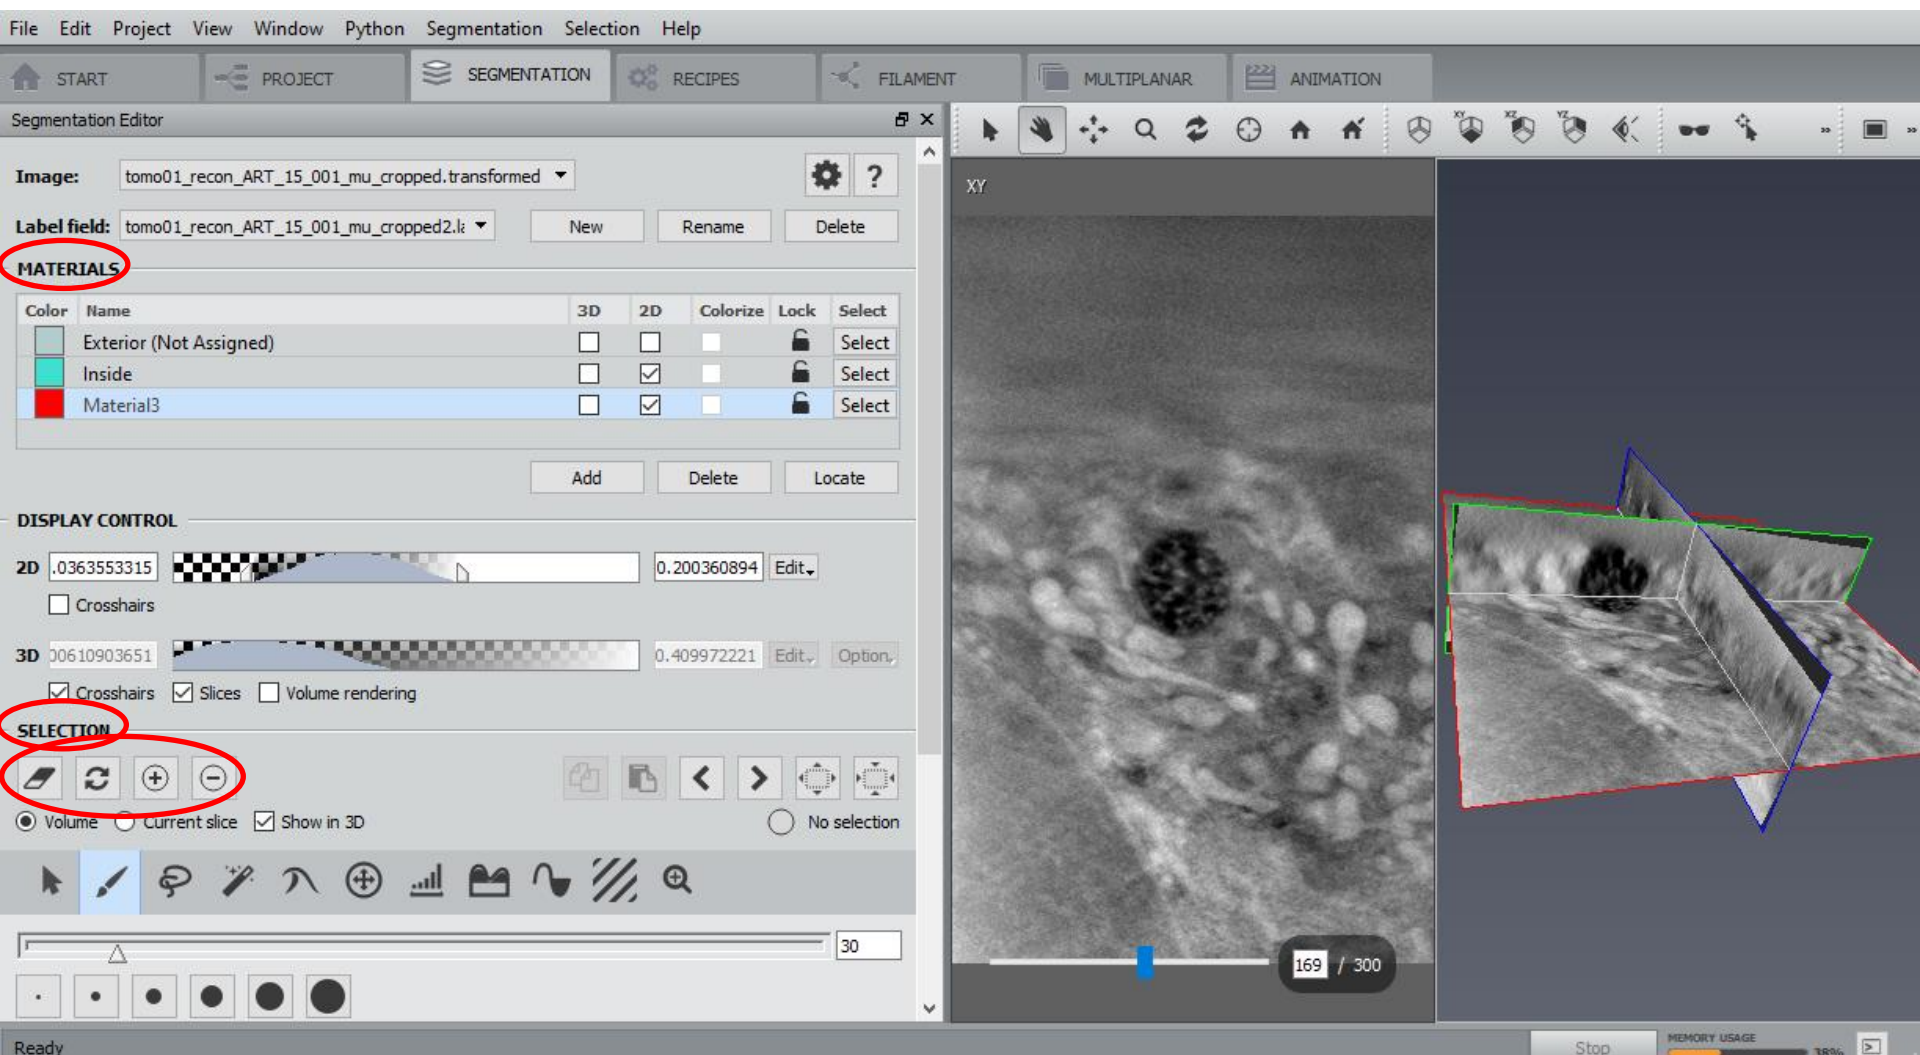 File Edit Project View Window Python Segmentation Selection Help
START PROJECT SEGMENTATION RECIPES FILAMENT MULTIPLANAR ANIMATION
Segmentation Editor
Image: tomo01_recon_ART_15_001_mu_cropped.transformed
Label field: tomo01_recon_ART_15_001_mu_cropped2.l New Rename Delete
MATERIALS
Color Name 3D 2D Colorize Lock Select
Exterior (Not Assigned) Select
Inside Select
Material3 Select
Add Delete Locate
DISPLAY CONTROL
2D .0363553315 0.200360894 Edit
Crosshairs
3D 00610903651 0.409972221 Edit Option
Crosshairs Slices Volume rendering
SELECTION
Volume Current slice Show in 3D No selection
30
XY XZ YZ
XY
169 / 300
Ready Stop MEMORY USAGE 38%